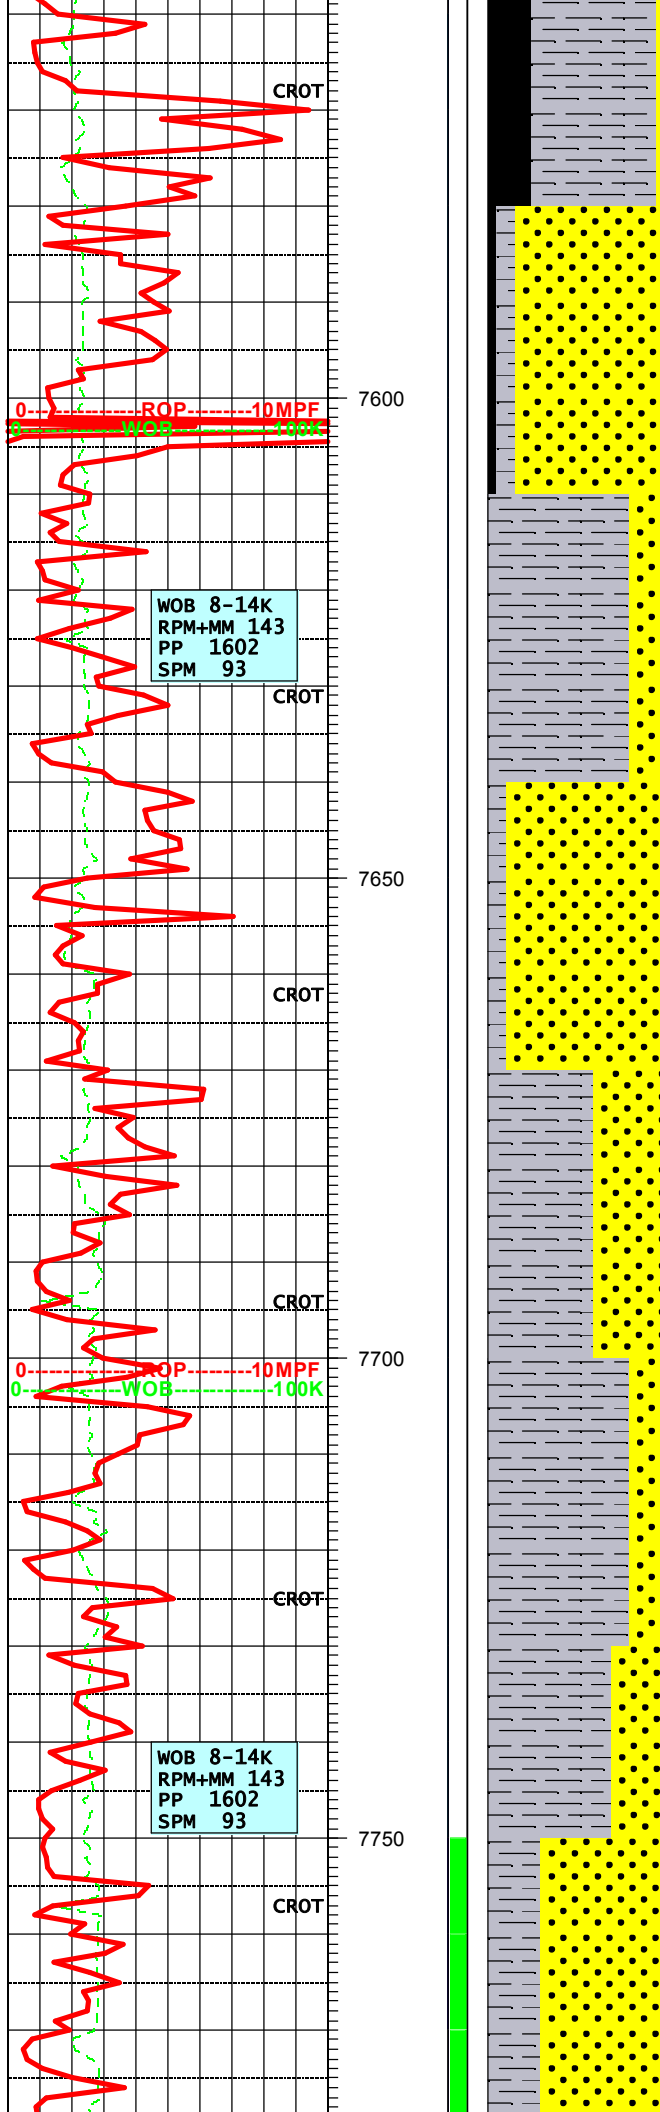 CROT
7600
0-----------------ROP---------10MPF
0---------------WOB---------------100K
WOB 8-14K
RPM+MM 143
PP 1602
SPM 93
CROT
7650
CROT
CROT
7700
0-----------------ROP---------10MPF
0---------------WOB---------------100K
CROT
WOB 8-14K
RPM+MM 143
PP 1602
SPM 93
7750
CROT